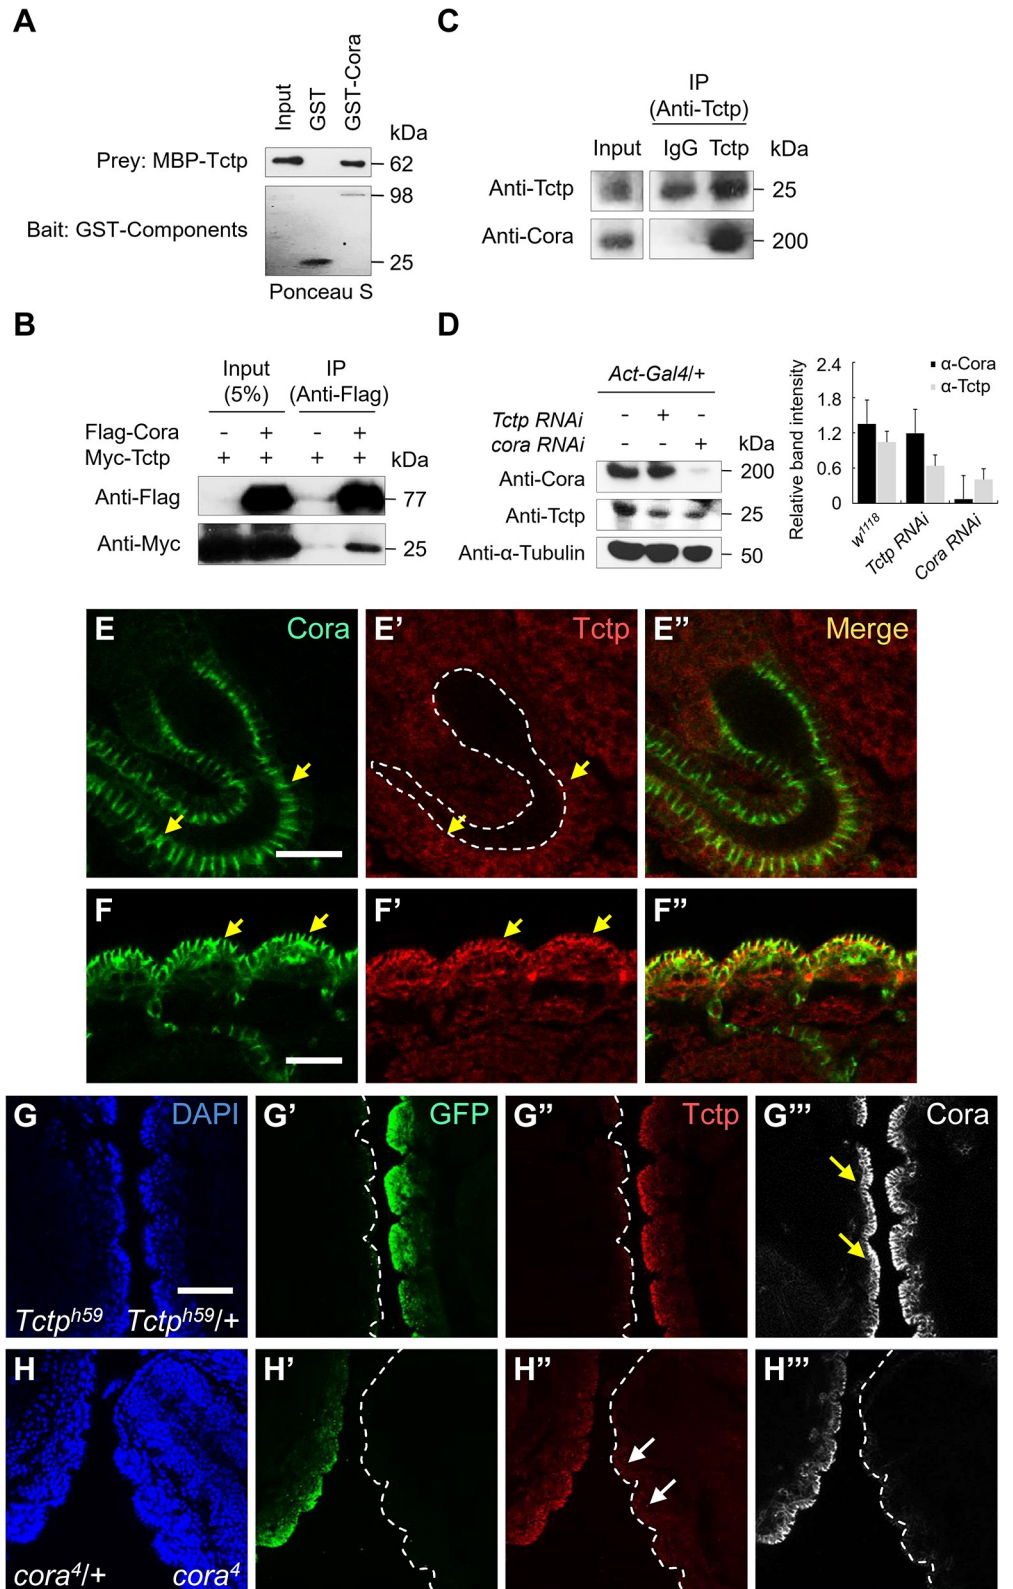 A
Input
GST
GST-Cora
kDa
Prey: MBP-Tctp
62
98
Bait: GST-Components
25
Ponceau S
B
Input
(5%)
IP
(Anti-Flag)
Flag-Cora - + - +
Myc-Tctp + + + + kDa
Anti-Flag 77
Anti-Myc 25
C
IP
(Anti-Tctp)
Input IgG Tctp kDa
Anti-Tctp 25
Anti-Cora 200
D
Act-Gal4/+
Tctp RNAi - + -
cora RNAi - - + kDa
Anti-Cora 200
Anti-Tctp 25
Anti-α-Tubulin 50
Relative band intensity
2.4
1.8
1.2
0.6
0
α-Cora
α-Tctp
w1118
Tctp RNAi
Cora RNAi
E Cora
E’ Tctp
E” Merge
F
F’
F”
G DAPI
G’ GFP
G” Tctp
G”’ Cora
Tctph59 Tctph59/+
H
H’
H”
H”’
cora4/+ cora4